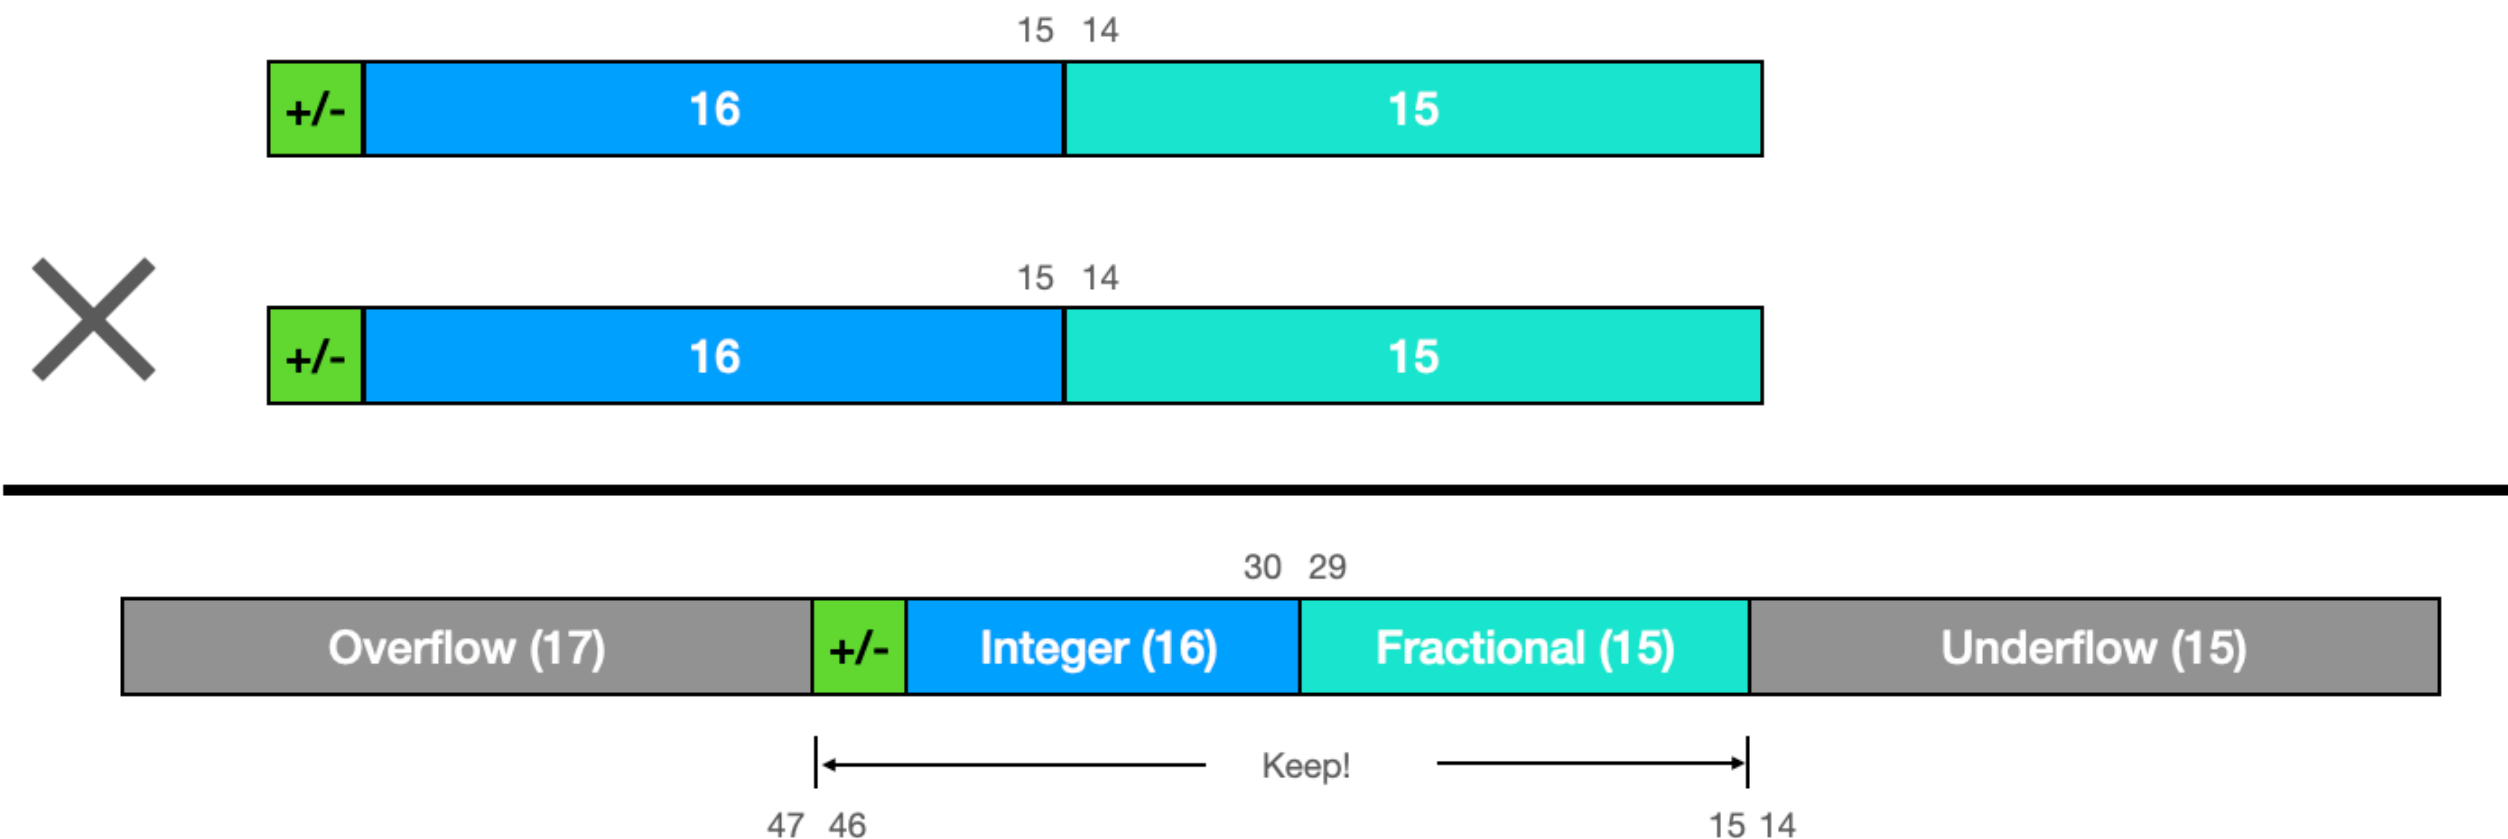 15 14
+/- 16 15
15 14
+/- 16 15
30 29
Overflow (17) +/- Integer (16) Fractional (15) Underflow (15)
Keep!
47 46 15 14